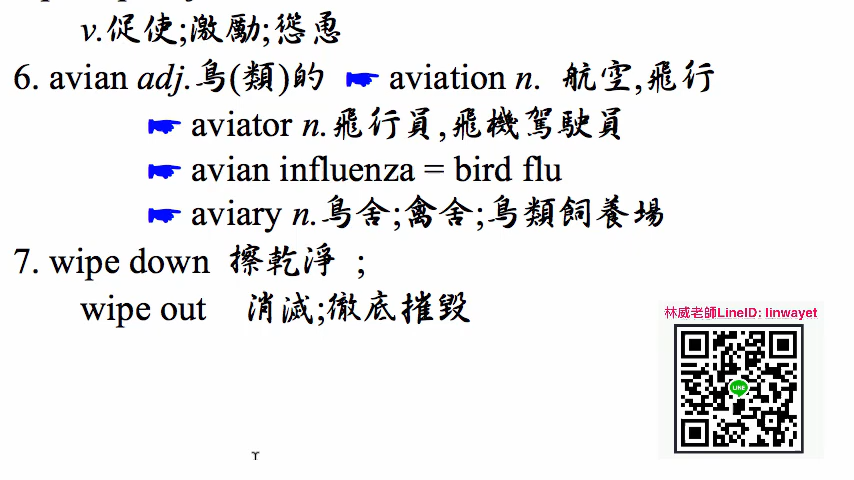 v.促使;激勵;慫恿
6. avian adj.鳥(類)的 ☛ aviation n. 航空,飛行
☛ aviator n.飛行員,飛機駕駛員
☛ avian influenza = bird flu
☛ aviary n.鳥舍;禽舍;鳥類飼養場
7. wipe down 擦乾淨 ;
wipe out 消滅;徹底摧毀
林威老師LineID: linwayet
LINE